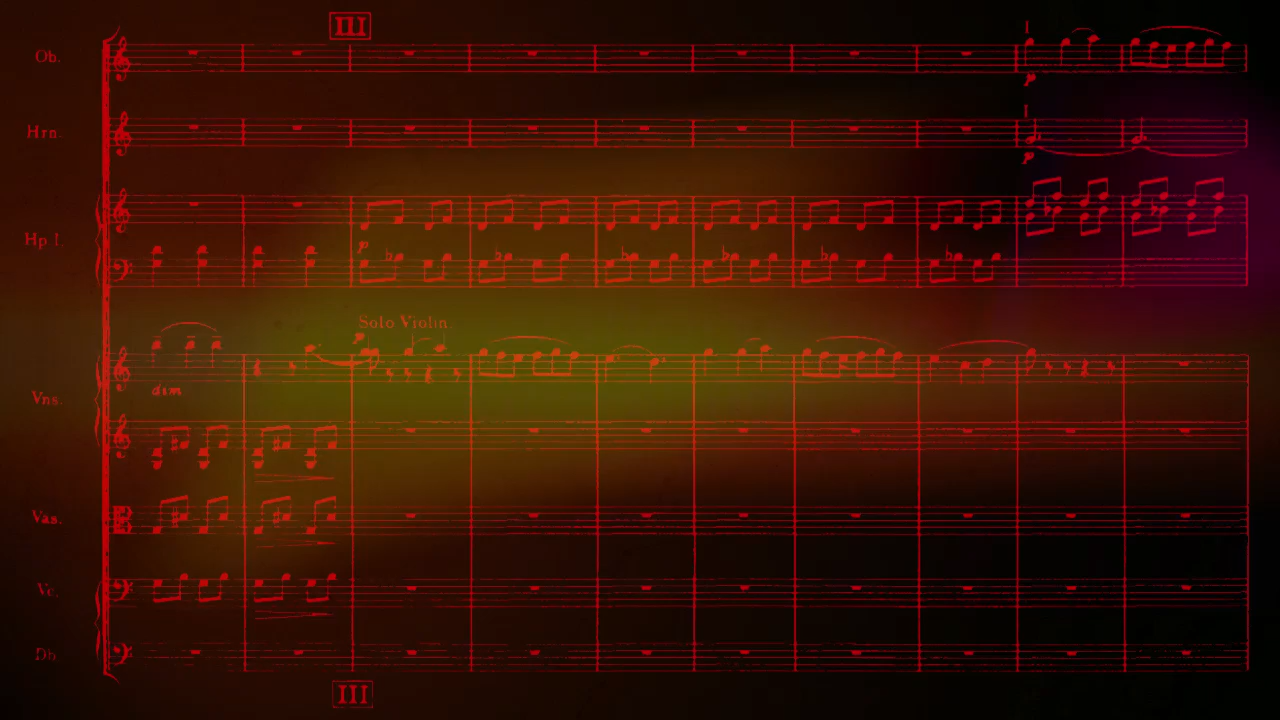 III
Ob.
I
p
Hrn.
I
p
Hp I.
p
Solo Violin.
p
Vns.
dim
Vas.
Vc.
Db
III